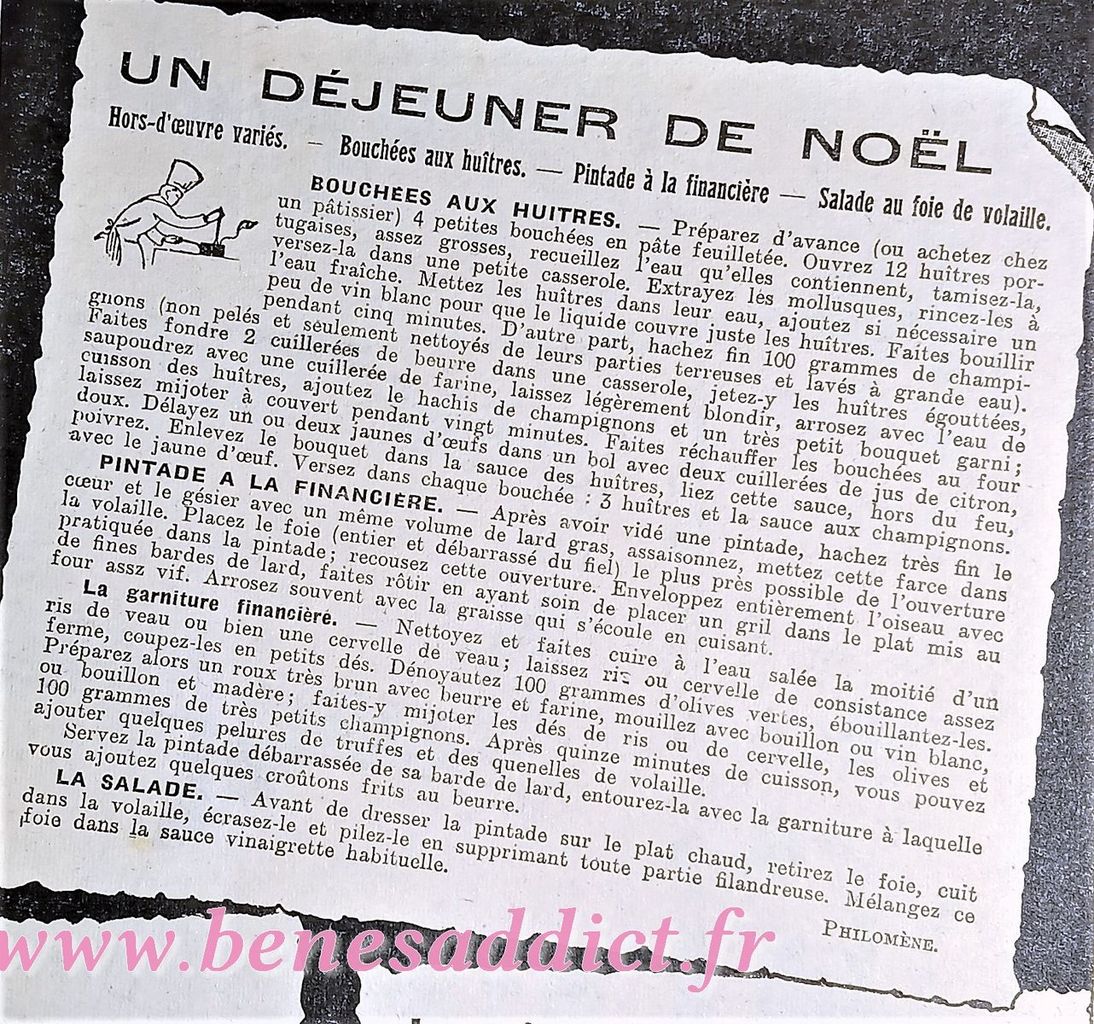 UN DÉJEUNER DE NOËL
Hors-d'œuvre variés. — Bouchées aux huîtres. — Pintade à la financière — Salade au foie de volaille.
BOUCHÉES AUX HUITRES. — Préparez d'avance (ou achetez chez
un pâtissier) 4 petites bouchées en pâte feuilletée. Ouvrez 12 huîtres por-
tugaises, assez grosses, recueillez l'eau qu'elles contiennent, tamisez-la,
versez-la dans une petite casserole. Extrayez les mollusques, rincez-les à
l'eau fraîche. Mettez les huîtres dans leur eau, ajoutez si nécessaire un
peu de vin blanc pour que le liquide couvre juste les huîtres. Faites bouillir
pendant cinq minutes. D'autre part, hachez fin 100 grammes de champi-
gnons (non pelés et seulement nettoyés de leurs parties terreuses et lavés à grande eau).
Faites fondre 2 cuillerées de beurre dans une casserole, jetez-y les huîtres égouttées,
saupoudrez avec une cuillerée de farine, laissez légèrement blondir, arrosez avec l'eau de
cuisson des huîtres, ajoutez le hachis de champignons et un très petit bouquet garni ;
laissez mijoter à couvert pendant vingt minutes. Faites réchauffer les bouchées au four
doux. Délayez un ou deux jaunes d'œufs dans un bol avec deux cuillerées de jus de citron,
poivrez. Enlevez le bouquet dans la sauce des huîtres, liez cette sauce, hors du feu,
avec le jaune d'œuf. Versez dans chaque bouchée : 3 huîtres et la sauce aux champignons.
PINTADE A LA FINANCIÈRE. — Après avoir vidé une pintade, hachez très fin le
cœur et le gésier avec un même volume de lard gras, assaisonnez, mettez cette farce dans
la volaille. Placez le foie (entier et débarrassé du fiel) le plus près possible de l'ouverture
pratiquée dans la pintade ; recousez cette ouverture. Enveloppez entièrement l'oiseau avec
de fines bardes de lard, faites rôtir en ayant soin de placer un gril dans le plat mis au
four assz vif. Arrosez souvent avec la graisse qui s'écoule en cuisant.
La garniture financière. — Nettoyez et faites cuire à l'eau salée la moitié d'un
ris de veau ou bien une cervelle de veau ; laissez ris ou cervelle de consistance assez
ferme, coupez-les en petits dés. Dénoyautez 100 grammes d'olives vertes, ébouillantez-les.
Préparez alors un roux très brun avec beurre et farine, mouillez avec bouillon ou vin blanc,
ou bouillon et madère ; faites-y mijoter les dés de ris ou de cervelle, les olives et
100 grammes de très petits champignons. Après quinze minutes de cuisson, vous pouvez
ajouter quelques pelures de truffes et des quenelles de volaille.
Servez la pintade débarrassée de sa barde de lard, entourez-la avec la garniture à laquelle
vous ajoutez quelques croûtons frits au beurre.
LA SALADE. — Avant de dresser la pintade sur le plat chaud, retirez le foie, cuit
dans la volaille, écrasez-le et pilez-le en supprimant toute partie filandreuse. Mélangez ce
foie dans la sauce vinaigrette habituelle.
PHILOMÈNE.
www.benesaddict.fr